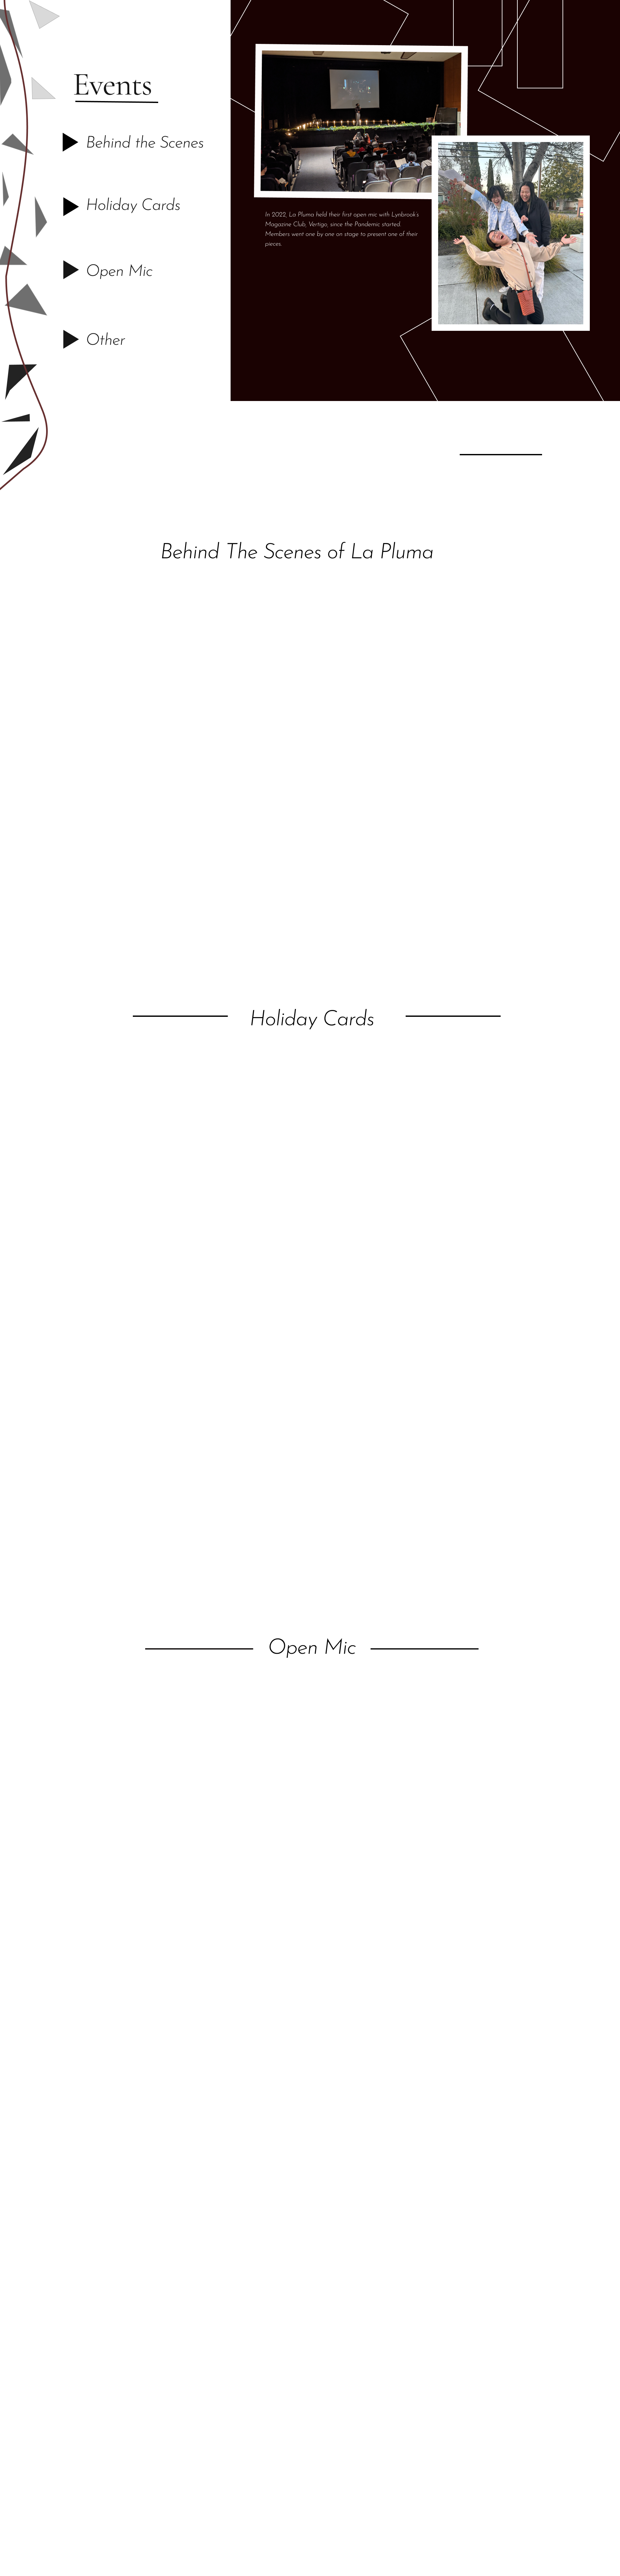 Events
Behind the Scenes
Holiday Cards
Open Mic
Other
In 2022, La Pluma held their first open mic with Lynbrook's
Magazine Club, Vertigo, since the Pandemic started.
Members went one by one on stage to present one of their
pieces.
Behind The Scenes of La Pluma
Holiday Cards
Open Mic